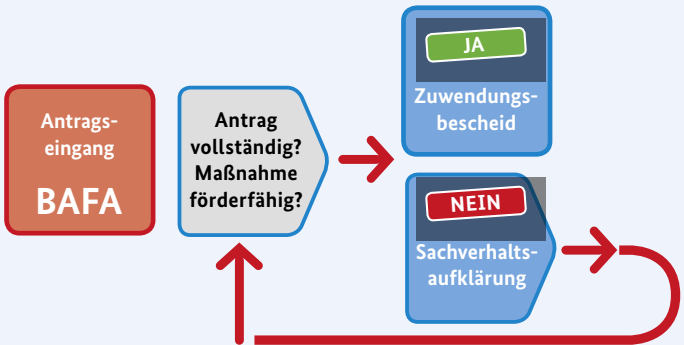 Antrags-
eingang
BAFA
Antrag
vollständig?
Maßnahme
förderfähig?
JA
Zuwendungs-
bescheid
NEIN
Sachverhalts-
aufklärung